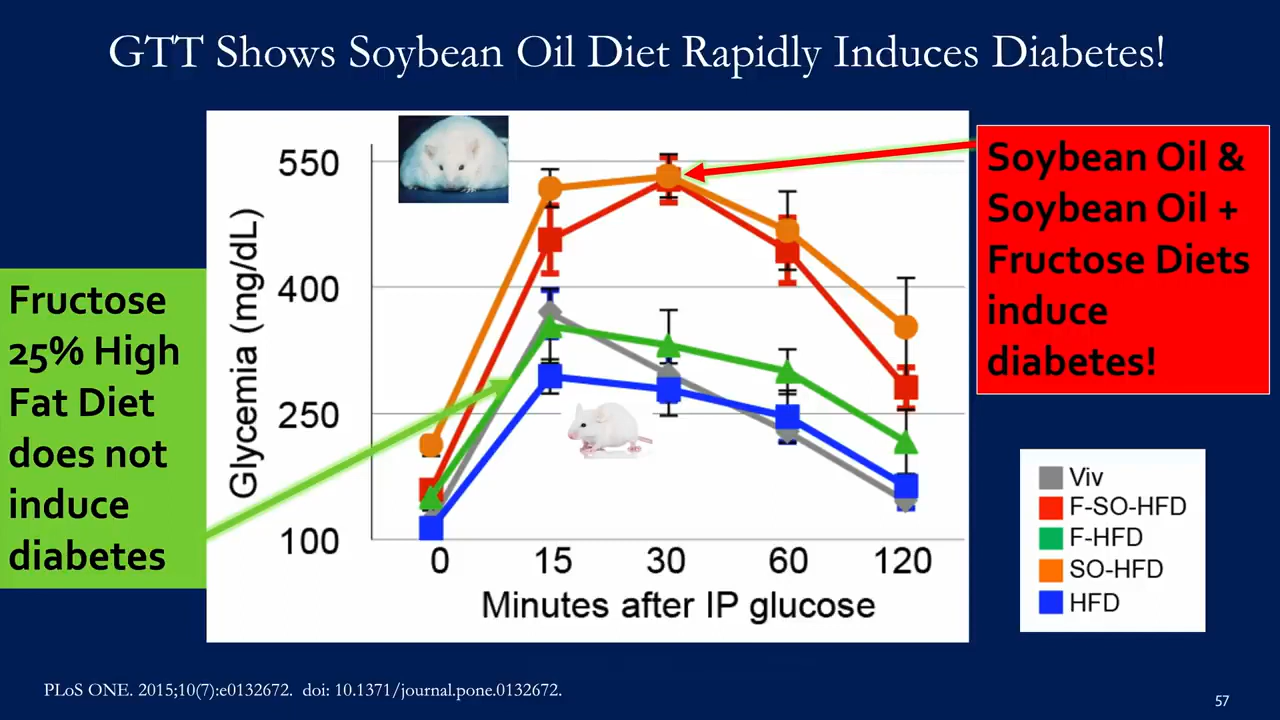 GTT Shows Soybean Oil Diet Rapidly Induces Diabetes!
Fructose
25% High
Fat Diet
does not
induce
diabetes
Glycemia (mg/dL)
550
400
250
100
0 15 30 60 120
Minutes after IP glucose
Soybean Oil &
Soybean Oil +
Fructose Diets
induce
diabetes!
Viv
F-SO-HFD
F-HFD
SO-HFD
HFD
PLoS ONE. 2015;10(7):e0132672. doi: 10.1371/journal.pone.0132672.
57